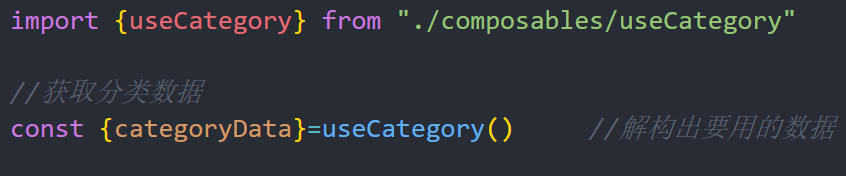 import {useCategory} from "./composables/useCategory"
//获取分类数据
const {categoryData}=useCategory() //解构出要用的数据